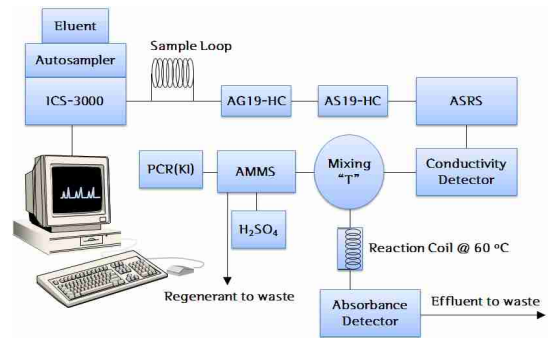 Eluent
Autosampler
ICS-3000
Sample Loop
AG19-HC
AS19-HC
ASRS
PCR(KI)
AMMS
Mixing
"T"
Conductivity
Detector
H₂SO₄
Reaction Coil @ 60 ºC
Regenerant to waste
Absorbance
Detector
Effluent to waste